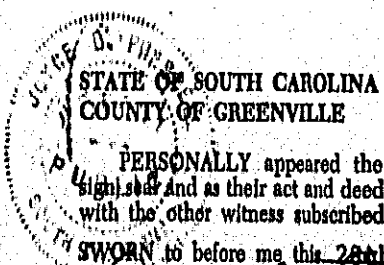 STATE OF SOUTH CAROLINA
COUNTY OF GREENVILLE
PERSONALLY appeared the
sign, seal and as their act and deed
with the other witness subscribed
SWORN to before me this 28th